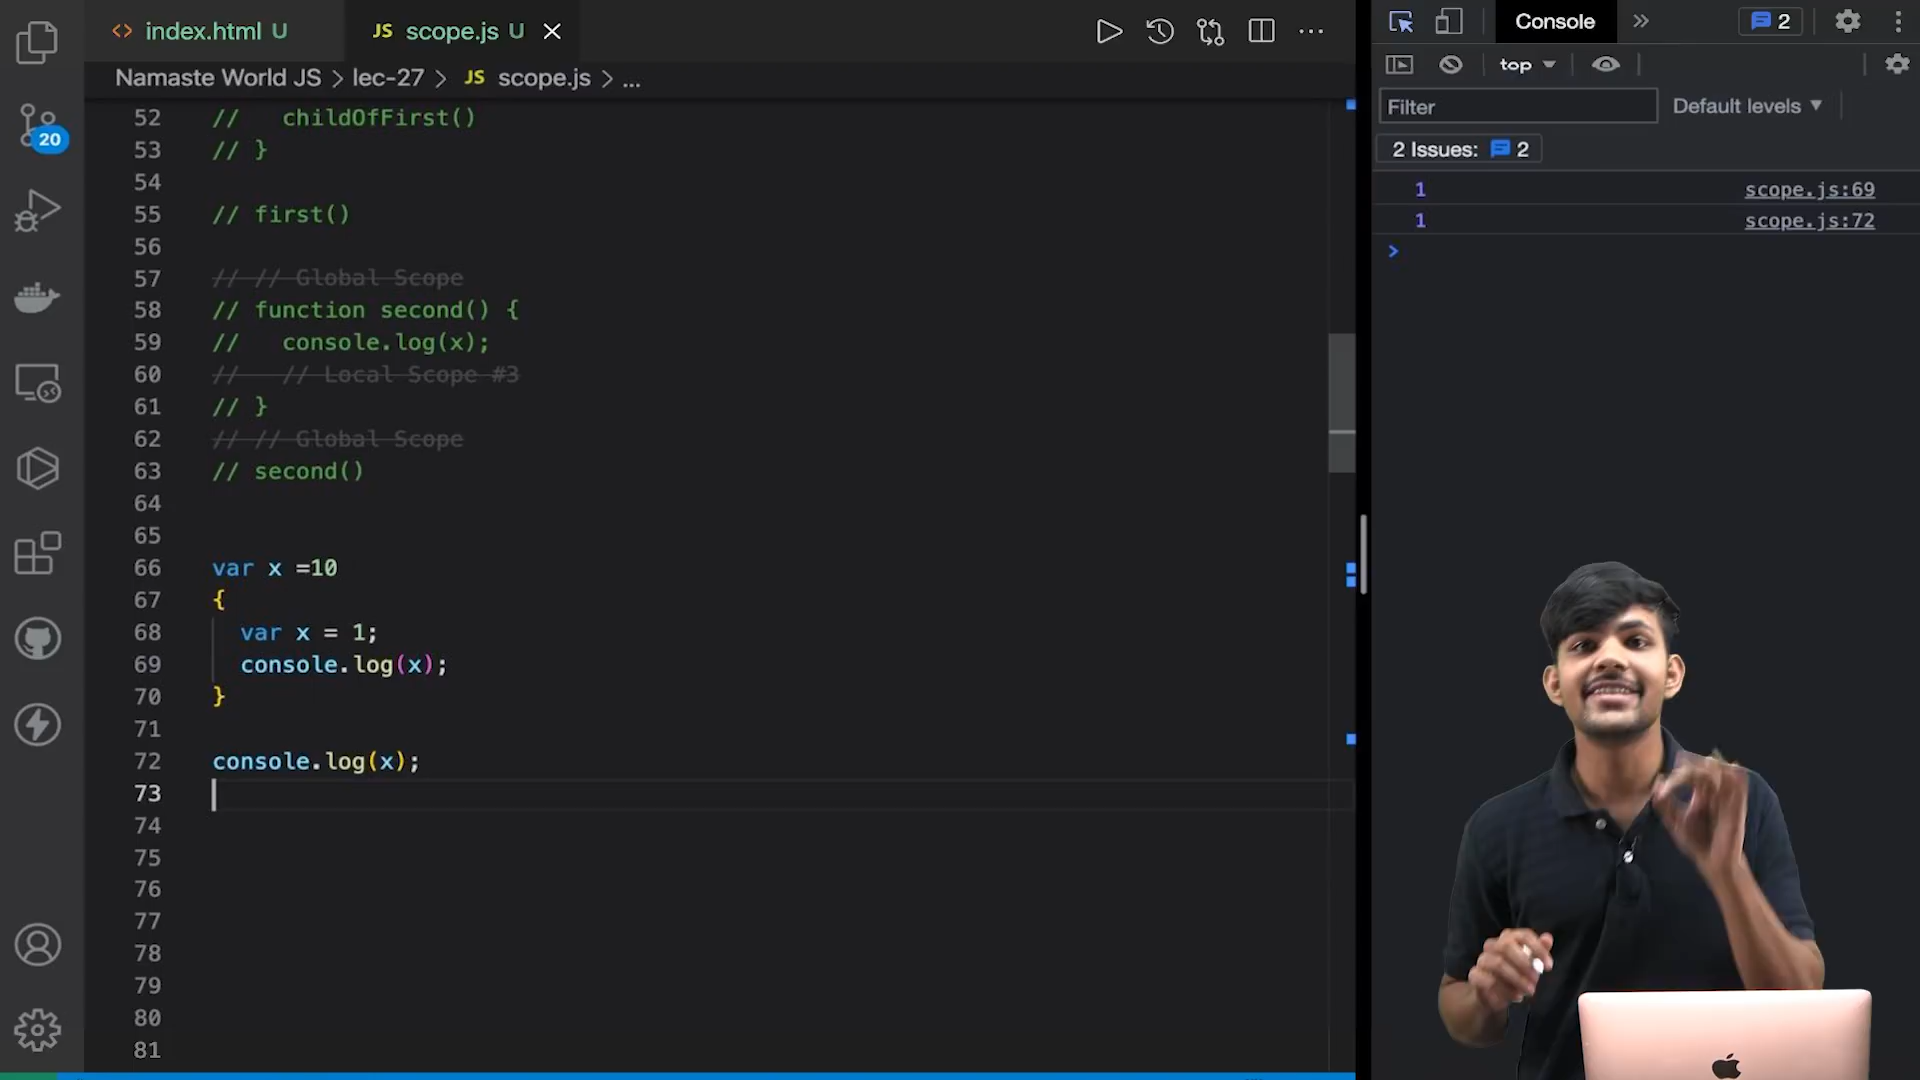 <> index.html U
JS scope.js U
Namaste World JS > lec-27 > JS scope.js > ...
20
52 //   childOfFirst()
53 // }
54
55 // first()
56
57 // // Global Scope
58 // function second() {
59 //   console.log(x);
60 //   // Local Scope #3
61 // }
62 // // Global Scope
63 // second()
64
65
66 var x =10
67 {
68   var x = 1;
69   console.log(x);
70 }
71
72 console.log(x);
73
74
75
76
77
78
79
80
81
Console
2
top
Filter
Default levels
2 Issues: 2
1 scope.js:69
1 scope.js:72
>